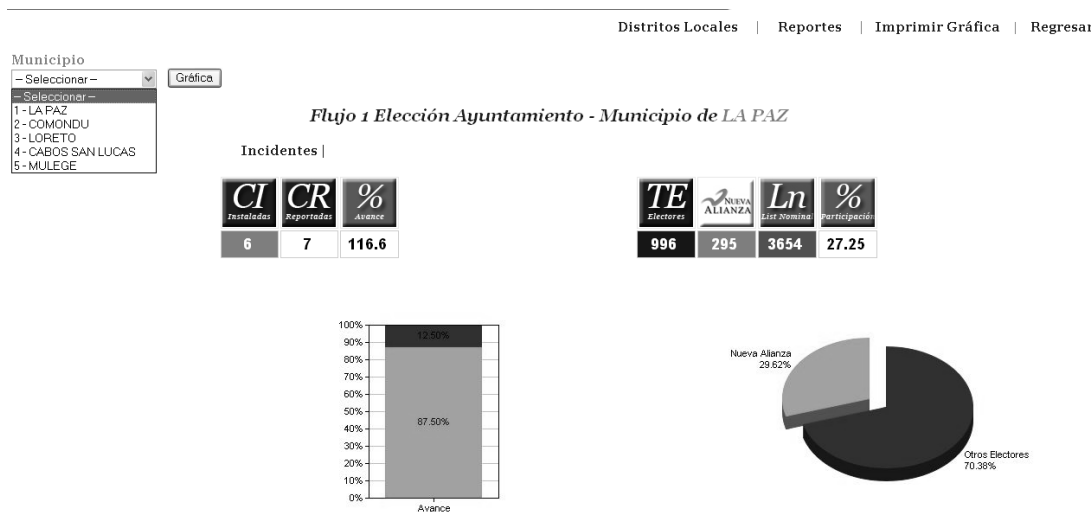 Distritos Locales | Reportes | Imprimir Gráfica | Regresar
Municipio
– Seleccionar –
Gráfica
– Seleccionar –
1 - LA PAZ
2 - COMONDU
3 - LORETO
4 - CABOS SAN LUCAS
5 - MULEGE
Flujo 1 Elección Ayuntamiento - Municipio de LA PAZ
Incidentes |
CI CR %
Instaladas Reportadas Avance
6 7 116.6
TE NUEVA ALIANZA Ln %
Electores List Nominal Participación
996 295 3654 27.25
100%
90%
80%
70%
60%
50%
40%
30%
20%
10%
0%
12.50%
87.50%
Avance
Nueva Alianza
29.62%
Otros Electores
70.38%